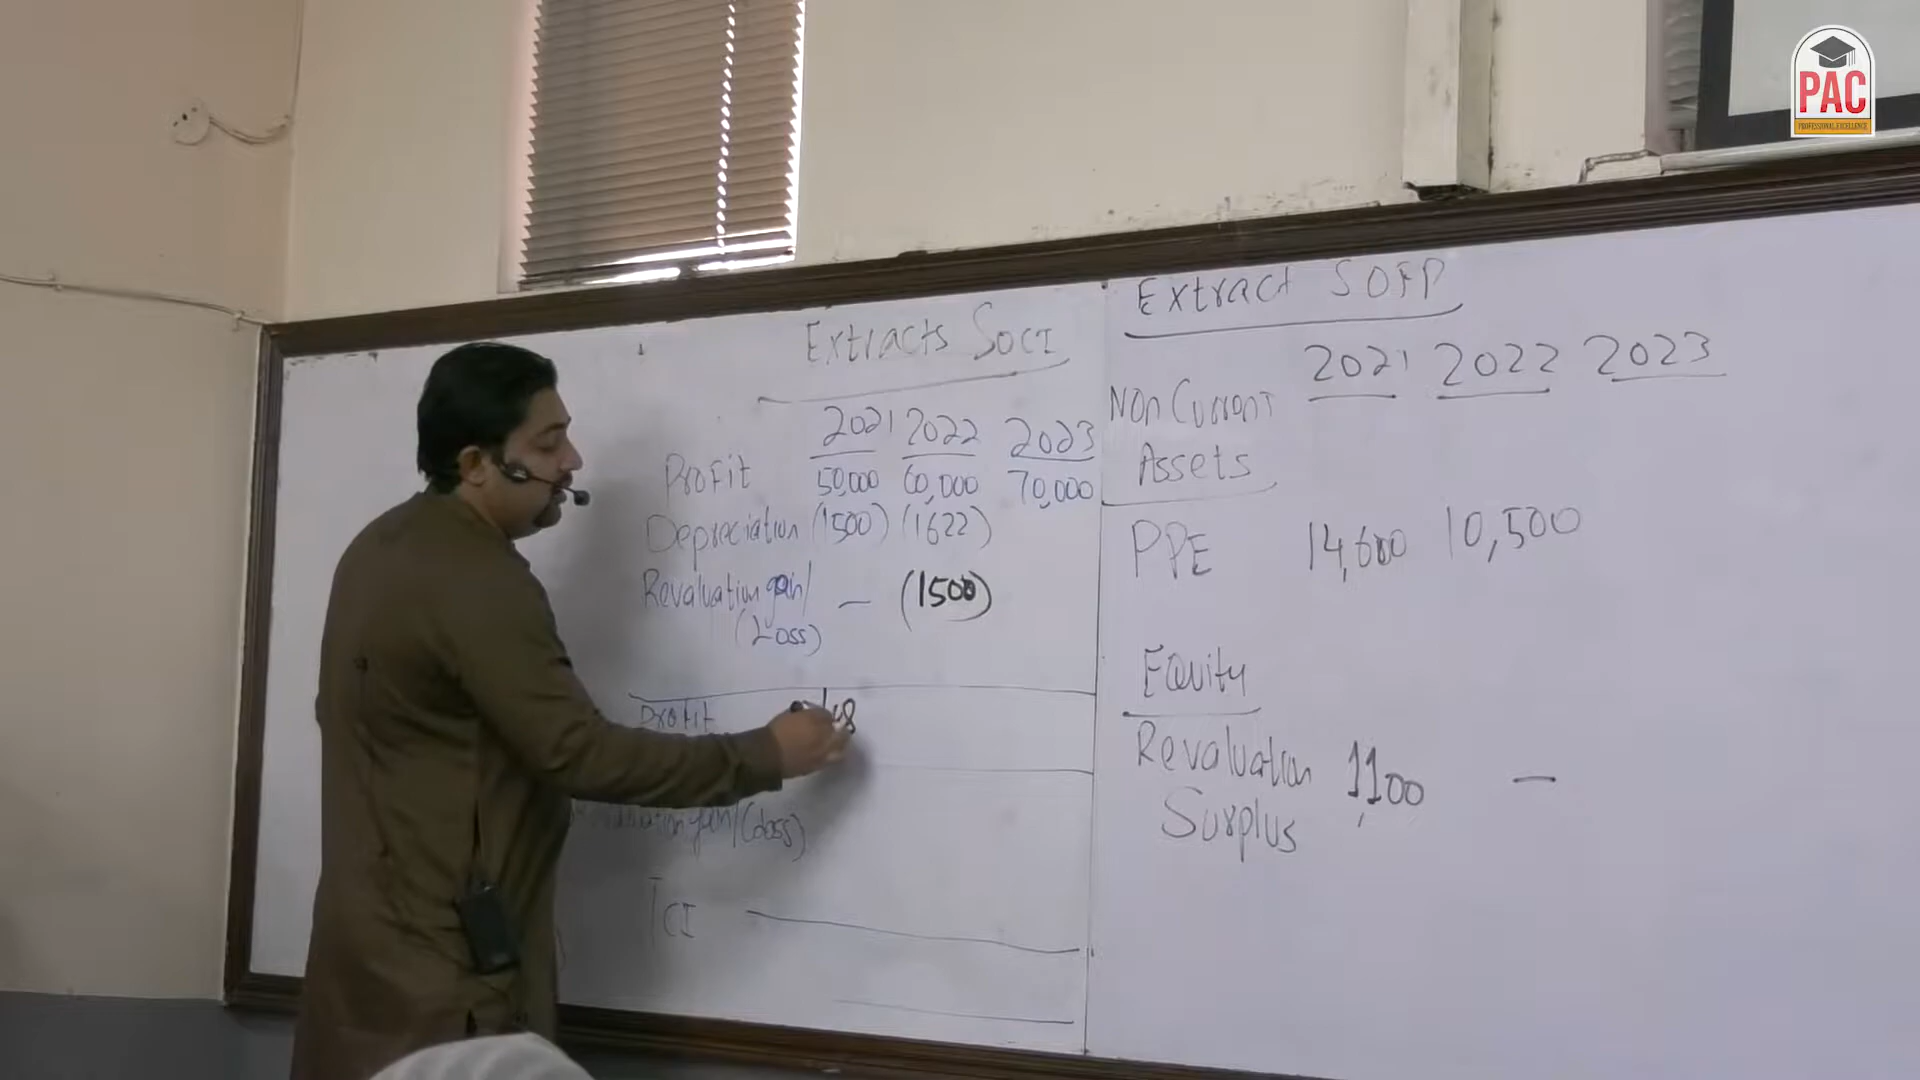 PAC
PROFESSIONAL EXCELLENCE
Extracts SOCI
2021 2022 2023
Profit 50,000 60,000 70,000
Depreciation (1500) (1622)
Revaluation gain/ — (1500)
(Loss)
Profit
gain/(loss)
TCI
Extract SOFP
2021 2022 2023
Non Current
Assets
PPE 14,600 10,500
Equity
Revaluation 1100 —
Surplus